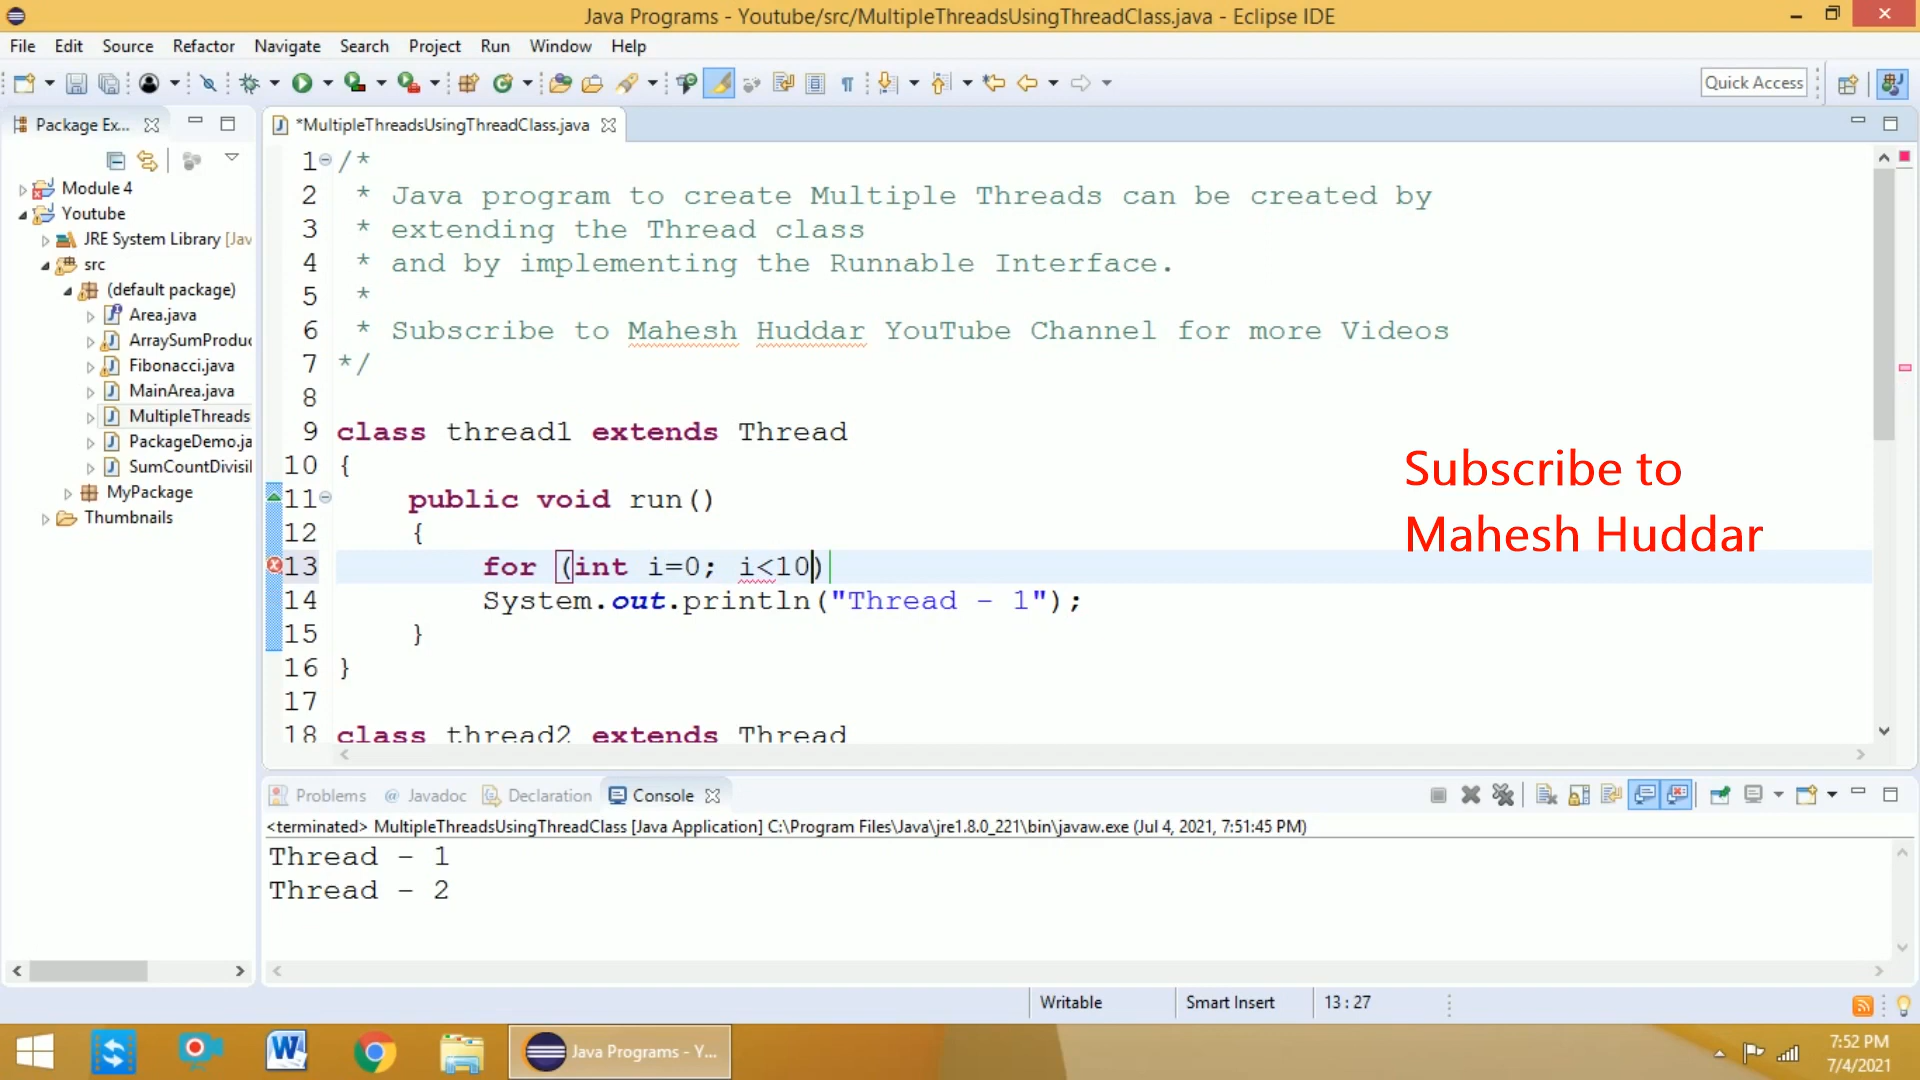 Java Programs - Youtube/src/MultipleThreadsUsingThreadClass.java - Eclipse IDE
File Edit Source Refactor Navigate Search Project Run Window Help
Quick Access
Package Ex...
*MultipleThreadsUsingThreadClass.java
Module 4
Youtube
JRE System Library [Jav
src
(default package)
Area.java
ArraySumProduc
Fibonacci.java
MainArea.java
MultipleThreads
PackageDemo.ja
SumCountDivisil
MyPackage
Thumbnails
1 /*
2 * Java program to create Multiple Threads can be created by
3 * extending the Thread class
4 * and by implementing the Runnable Interface.
5 *
6 * Subscribe to Mahesh Huddar YouTube Channel for more Videos
7 */
8
9 class thread1 extends Thread
10 {
11 public void run()
12 {
13 for (int i=0; i<10)
14 System.out.println("Thread - 1");
15 }
16 }
17
18 class thread2 extends Thread
Subscribe to
Mahesh Huddar
Problems Javadoc Declaration Console
<terminated> MultipleThreadsUsingThreadClass [Java Application] C:\Program Files\Java\jre1.8.0_221\bin\javaw.exe (Jul 4, 2021, 7:51:45 PM)
Thread - 1
Thread - 2
Writable Smart Insert 13 : 27
Java Programs - Y...
7:52 PM
7/4/2021